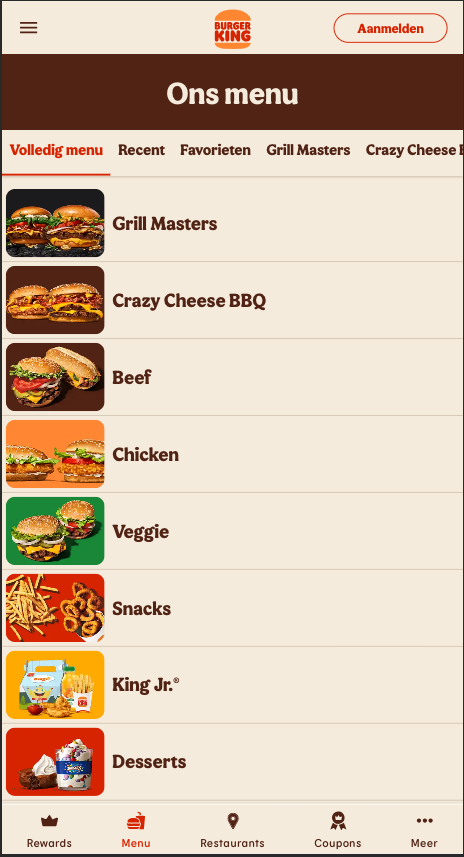 BURGER
KING
Aanmelden
Ons menu
Volledig menu Recent Favorieten Grill Masters Crazy Cheese
Grill Masters
Crazy Cheese BBQ
Beef
Chicken
Veggie
Snacks
King Jr.®
Desserts
Rewards Menu Restaurants Coupons Meer